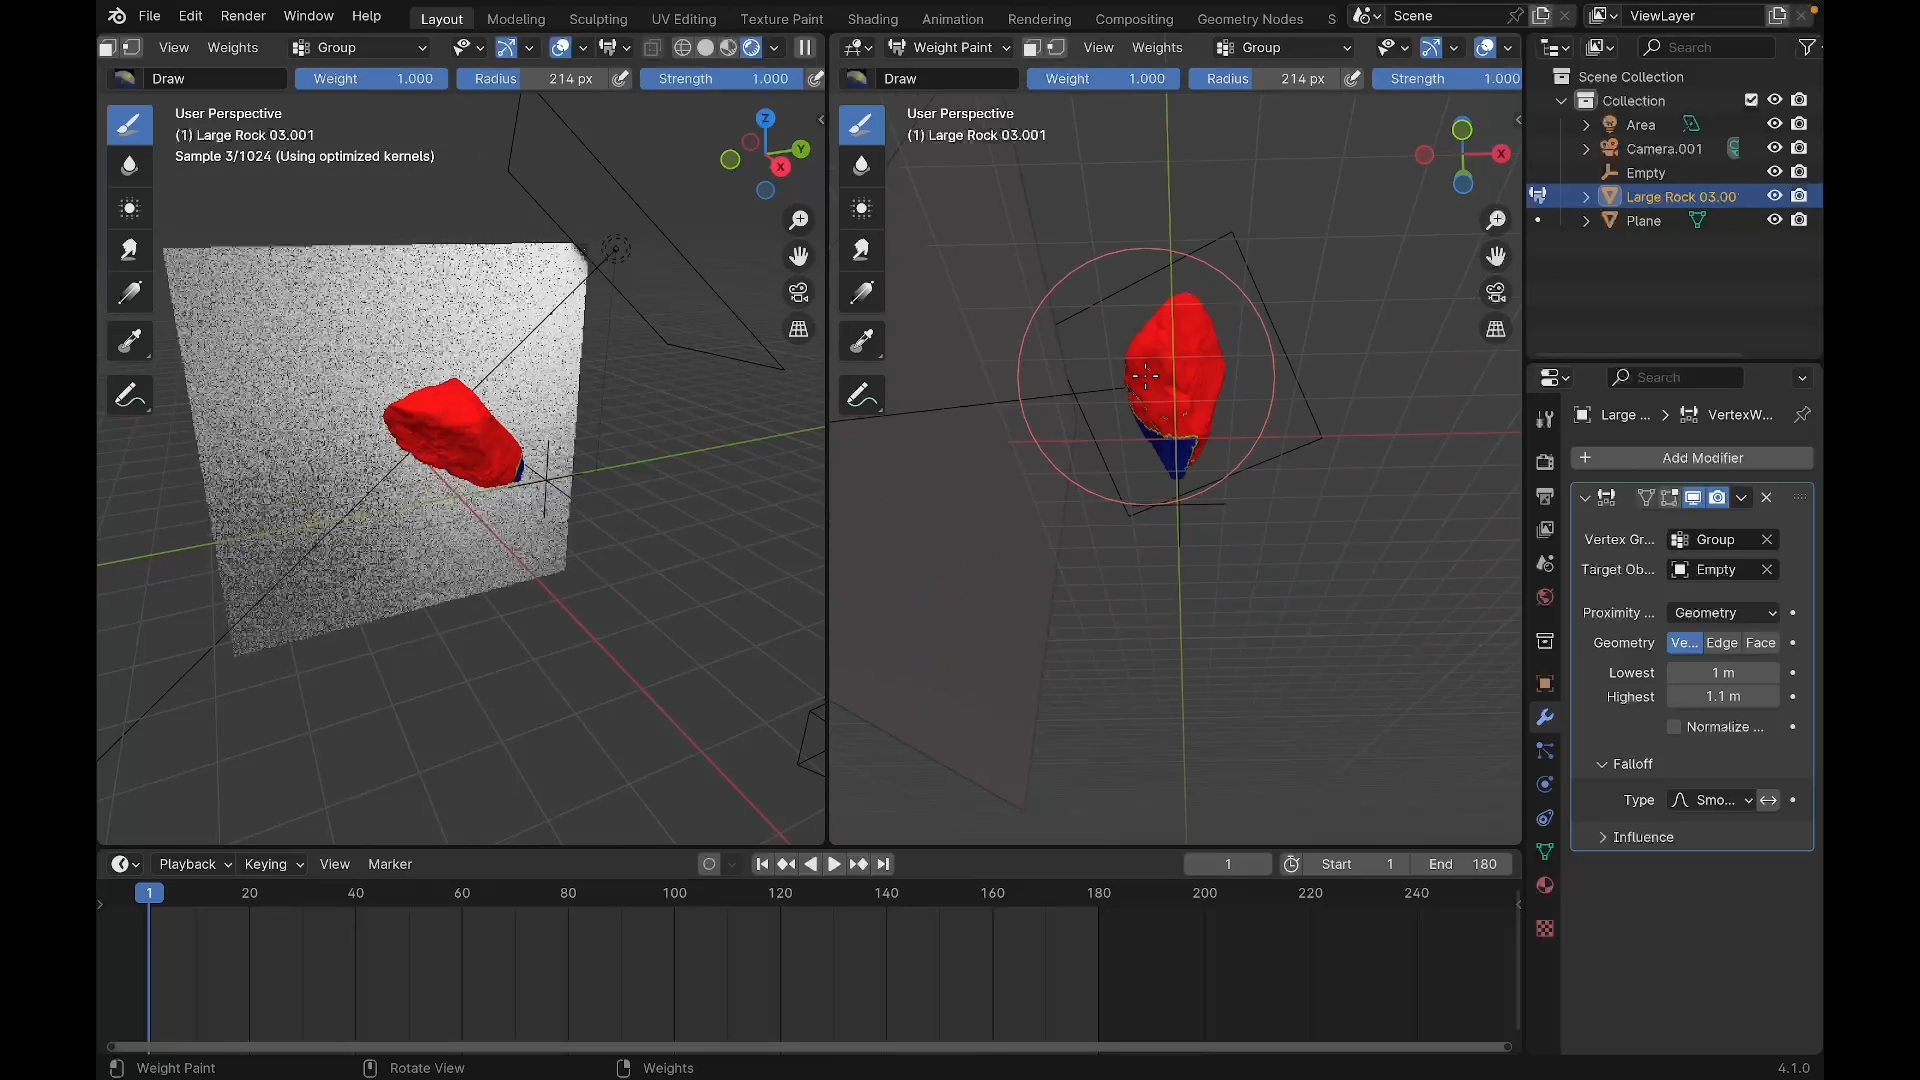 File Edit Render Window Help Layout Modeling Sculpting UV Editing Texture Paint Shading Animation Rendering Compositing Geometry Nodes S Scene ViewLayer
View Weights Group Weight Paint View Weights Group Search
Draw Weight 1.000 Radius 214 px Strength 1.000 Draw Weight 1.000 Radius 214 px Strength 1.000
User Perspective
(1) Large Rock 03.001
Sample 3/1024 (Using optimized kernels)
Z
Y
X
User Perspective
(1) Large Rock 03.001
X
Scene Collection
Collection
Area
Camera.001
Empty
Large Rock 03.00
Plane
Search
Large ... VertexW...
Add Modifier
Vertex Gr... Group
Target Ob... Empty
Proximity ... Geometry
Geometry Ve... Edge Face
Lowest 1 m
Highest 1.1 m
Normalize ...
Falloff
Type Smo...
Influence
Playback Keying View Marker 1 Start 1 End 180
1 20 40 60 80 100 120 140 160 180 200 220 240
Weight Paint Rotate View Weights 4.1.0